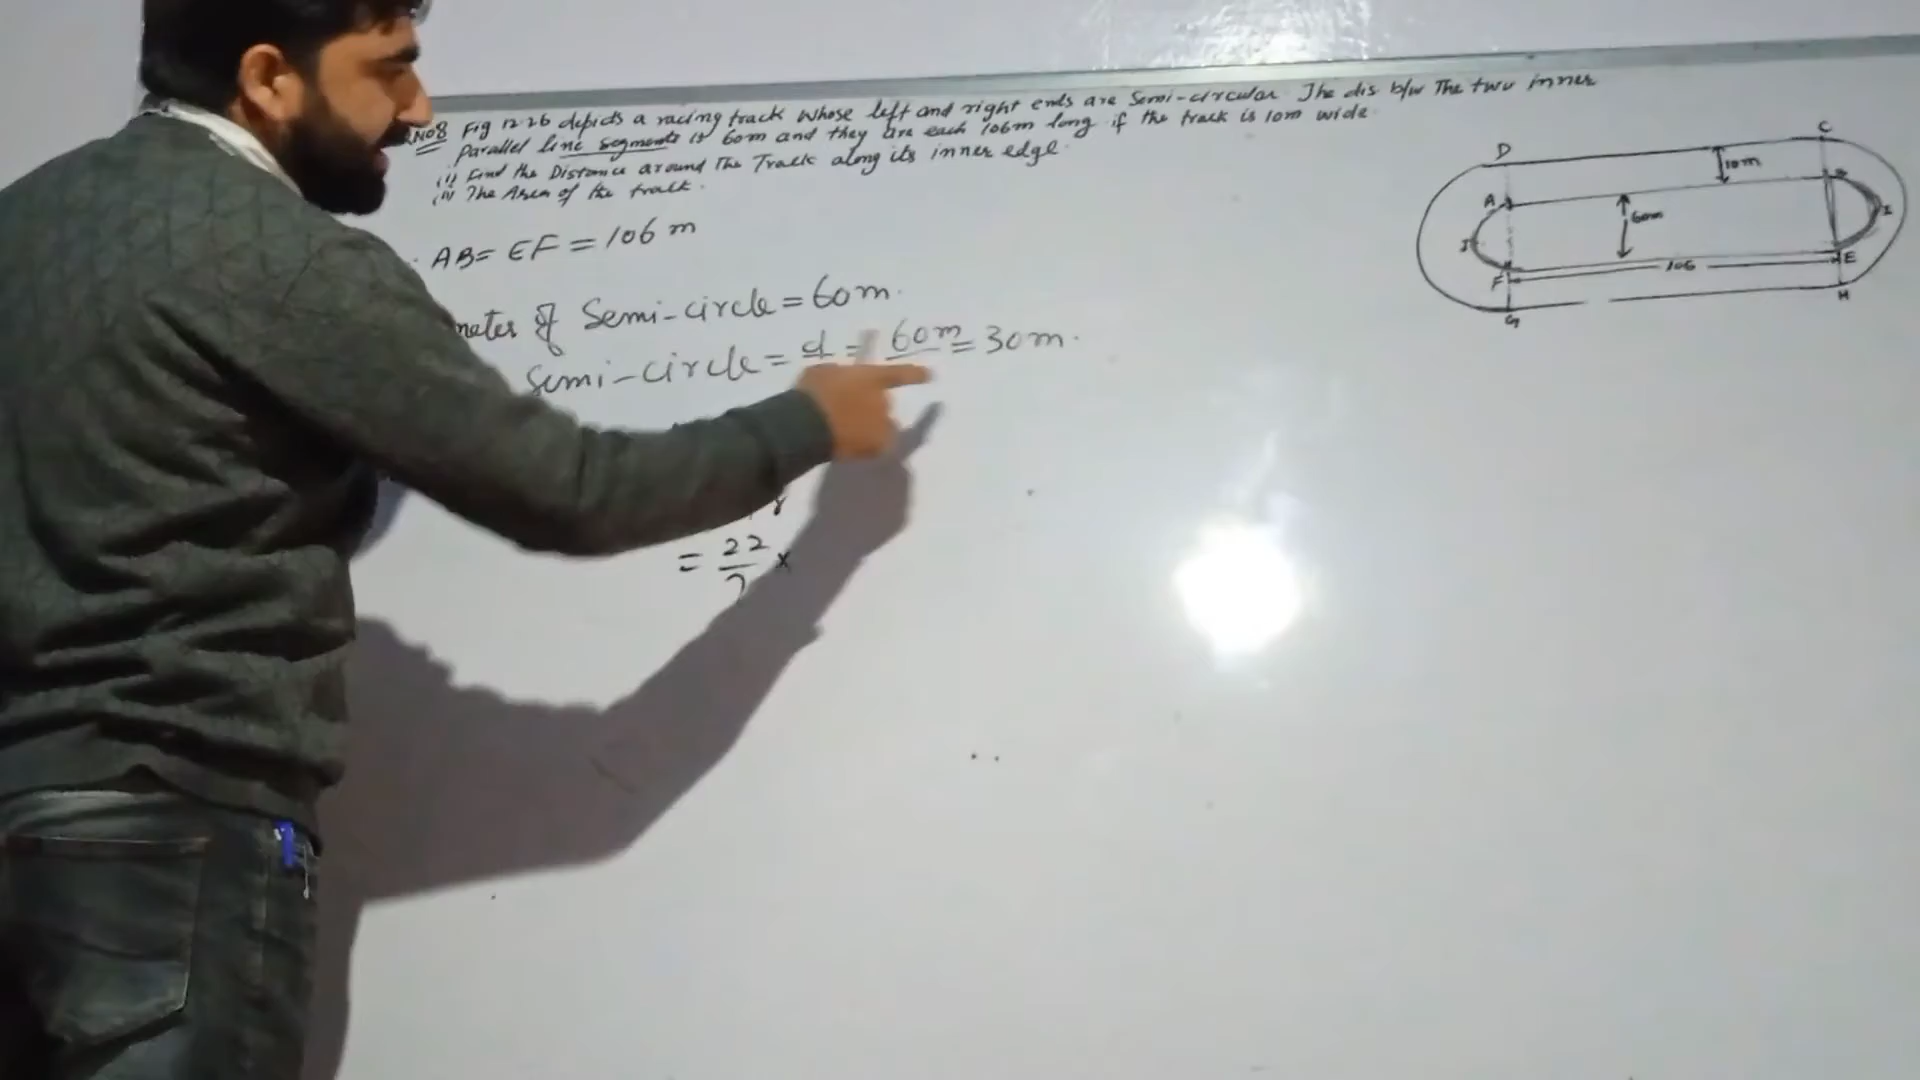 No8 Fig 12.26 depicts a racing track whose left and right ends are Semi-circular. The dis b/w The two inner
parallel line segments is 60m and they are each 106m long if the track is 10m wide.
(i) Find the Distance around The Track along its inner edge.
(ii) The Area of the track.
AB = EF = 106 m
meter of Semi-circle = 60m.
Semi-circle = d = 60m = 30m.
r
= 22/7 ×
D
C
10m
A
B
60m
I
J
F
106
E
G
H